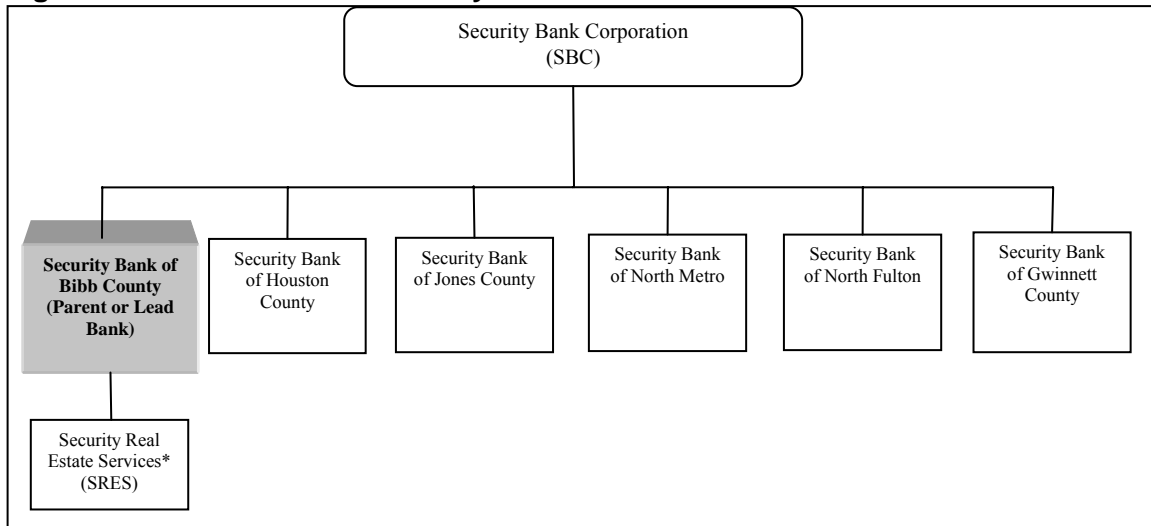 Security Bank Corporation
(SBC)
Security Bank of
Bibb County
(Parent or Lead
Bank)
Security Bank
of Houston
County
Security Bank
of Jones County
Security Bank
of North Metro
Security Bank
of North Fulton
Security Bank
of Gwinnett
County
Security Real
Estate Services*
(SRES)